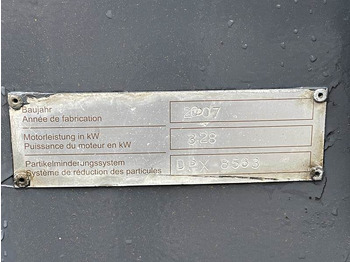 Baujahr
Année de fabrication
2007
Motorleistung in kW
Puissance du moteur en kW
328
Partikelminderungssystem
Système de réduction des particules